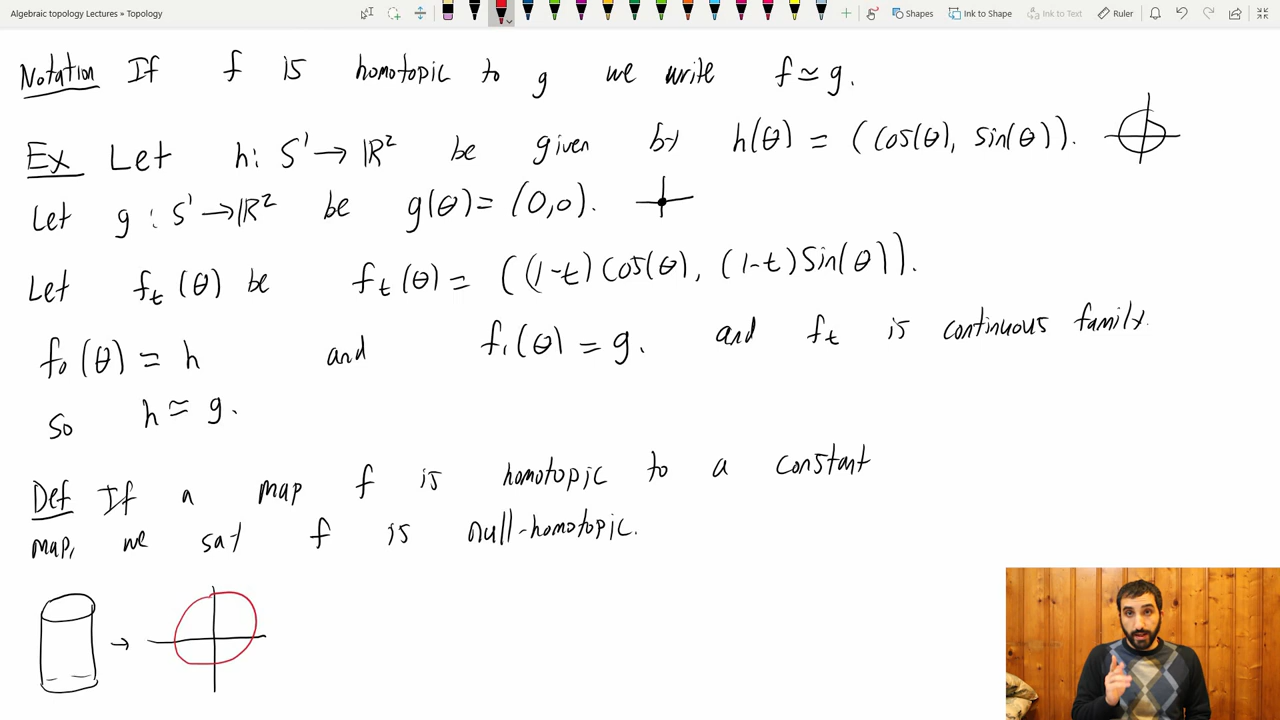 Algebraic topology Lectures » Topology
Shapes
Ink to Shape
Ink to Text
Ruler
Notation If f is homotopic to g we write f ≃ g.
Ex Let h: S¹ → ℝ² be given by h(θ) = (cos(θ), sin(θ)).
Let g: S¹ → ℝ² be g(θ) = (0,0).
Let f_t(θ) be f_t(θ) = ((1-t)cos(θ), (1-t)sin(θ)).
f₀(θ) = h and f₁(θ) = g. and f_t is continuous family.
So h ≃ g.
Def If a map f is homotopic to a constant
map, we say f is null-homotopic.